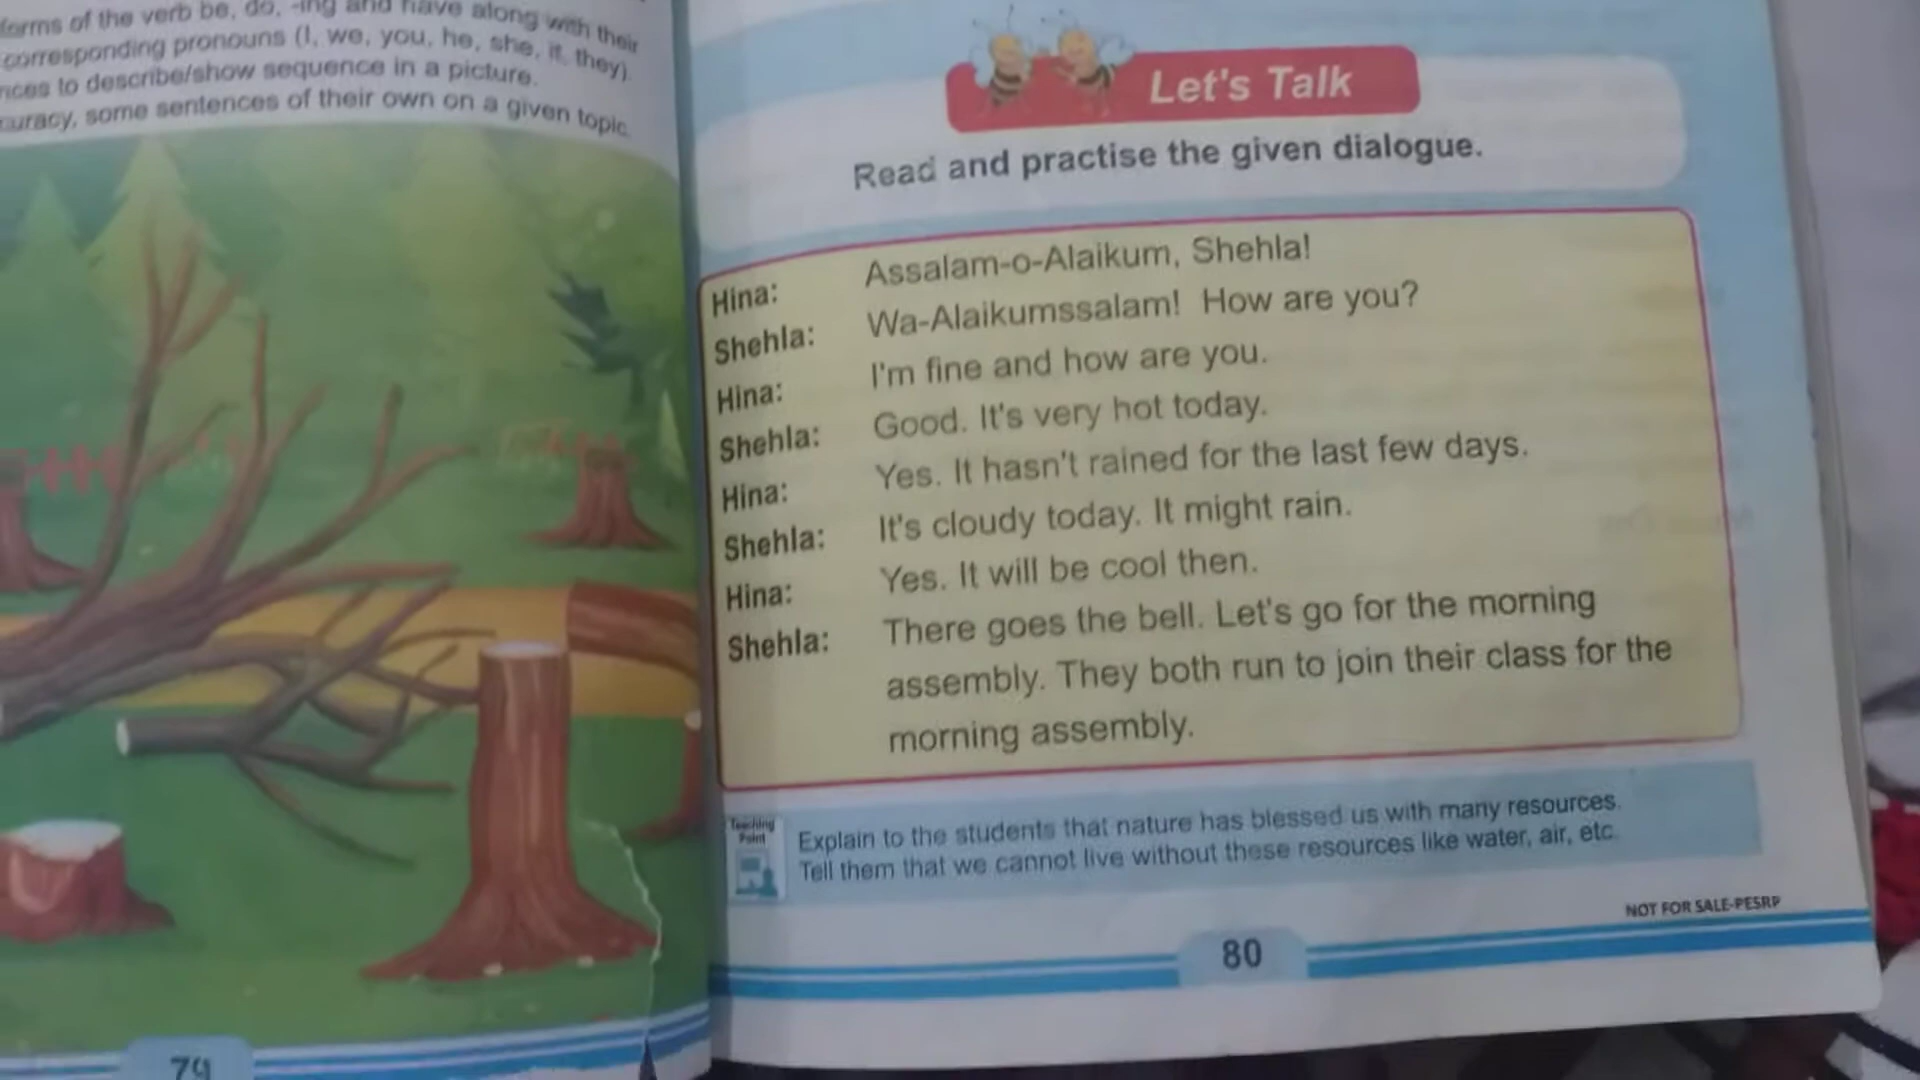 forms of the verb be, do, -ing and have along with their
corresponding pronouns (I, we, you, he, she, it, they).
to describe/show sequence in a picture.
some sentences of their own on a given topic
79
Let's Talk
Read and practise the given dialogue.
Hina: Assalam-o-Alaikum, Shehla!
Shehla: Wa-Alaikumssalam! How are you?
Hina: I'm fine and how are you.
Shehla: Good. It's very hot today.
Hina: Yes. It hasn't rained for the last few days.
Shehla: It's cloudy today. It might rain.
Hina: Yes. It will be cool then.
Shehla: There goes the bell. Let's go for the morning
assembly. They both run to join their class for the
morning assembly.
Teaching
Point
Explain to the students that nature has blessed us with many resources.
Tell them that we cannot live without these resources like water, air, etc.
NOT FOR SALE-PESRP
80